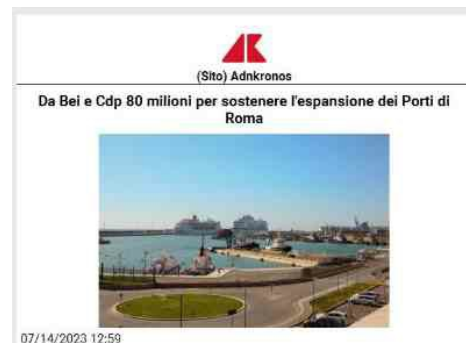 (Sito) Adnkronos
Da Bei e Cdp 80 milioni per sostenere l'espansione dei Porti di
Roma
07/14/2023 12:59